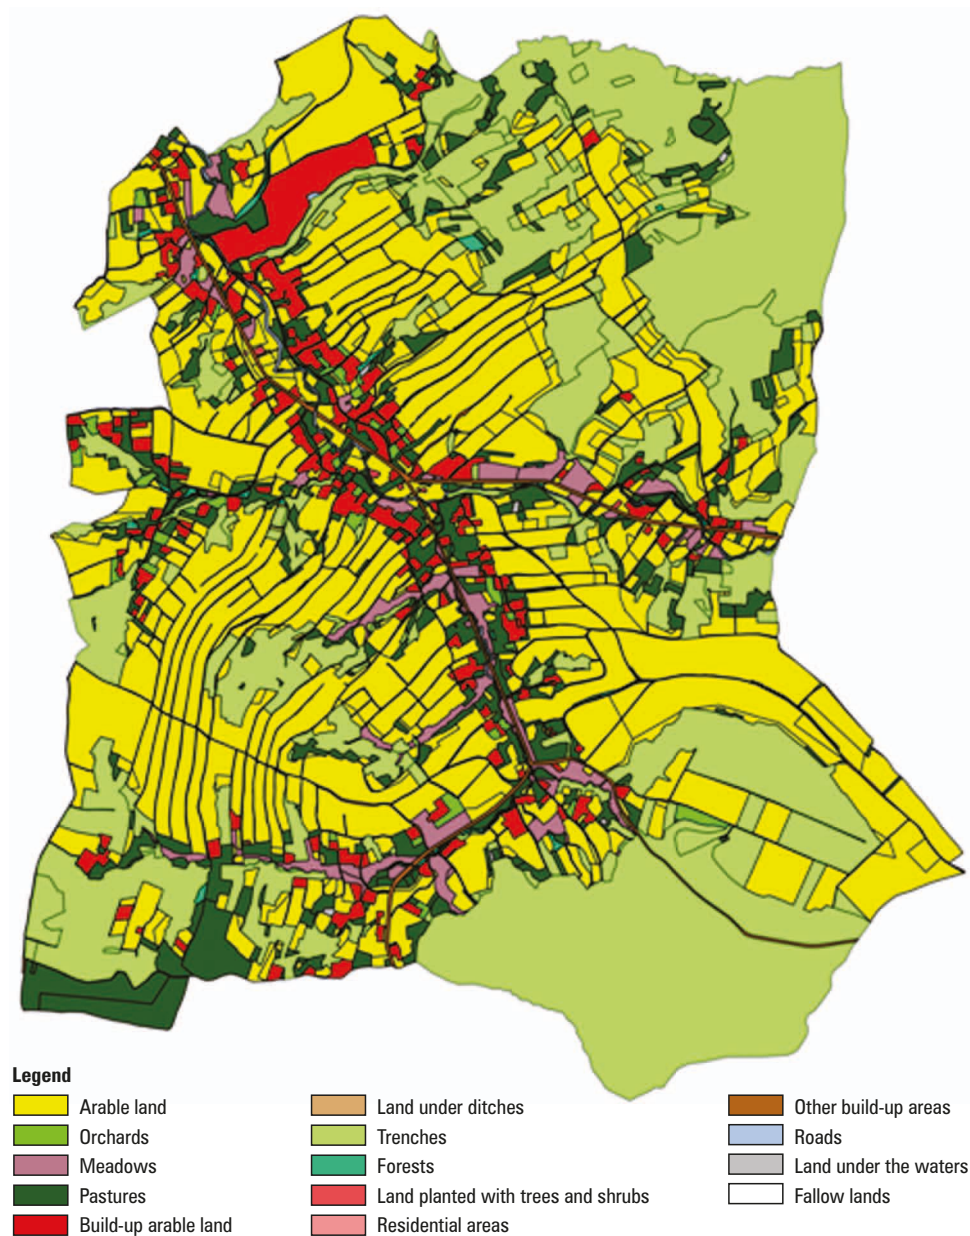 Legend
Arable land
Orchards
Meadows
Pastures
Build-up arable land
Land under ditches
Trenches
Forests
Land planted with trees and shrubs
Residential areas
Other build-up areas
Roads
Land under the waters
Fallow lands